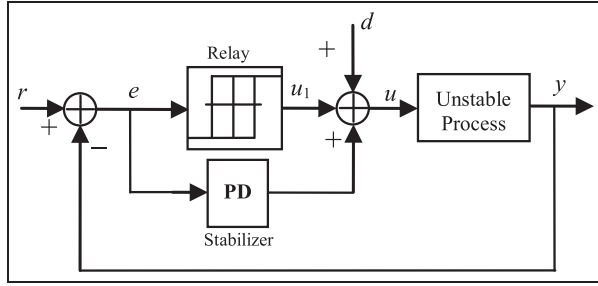 d
+
Relay
r
e
u₁
u
Unstable
Process
y
+
−
+
PD
Stabilizer